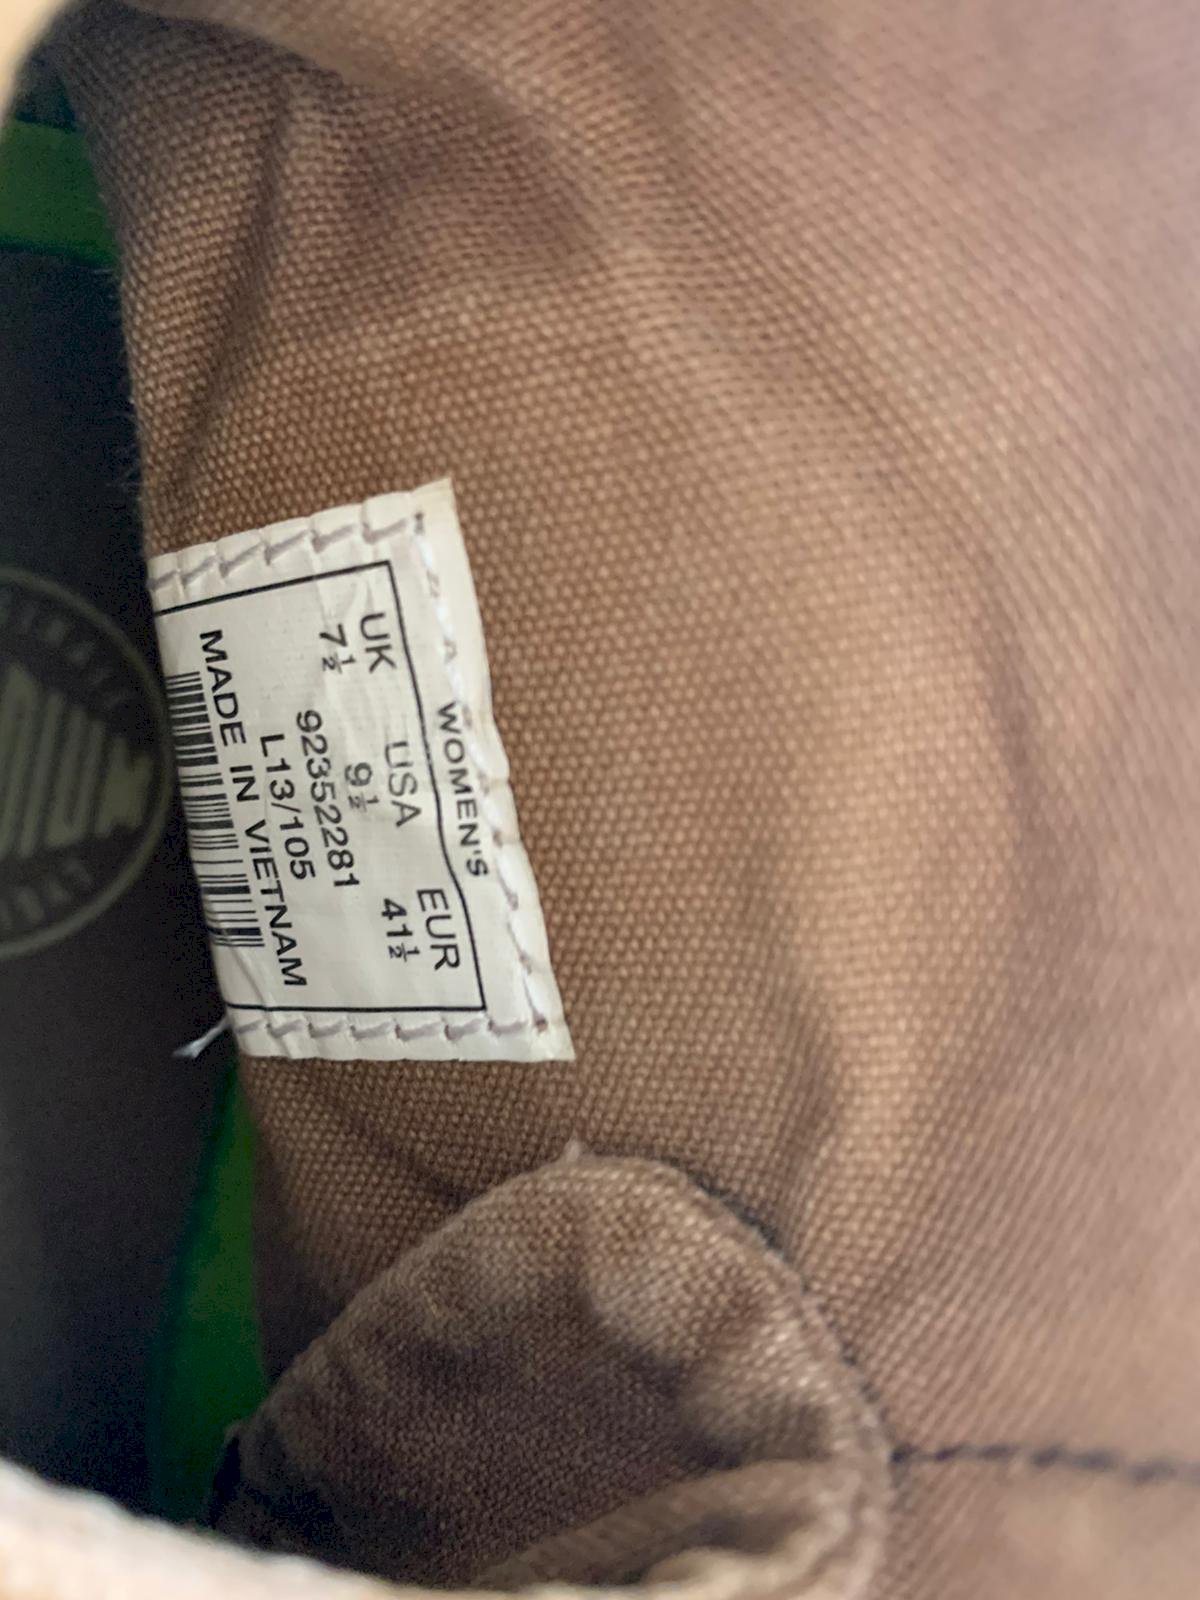 WOMEN'S
UK USA EUR
7½ 9½ 41½
92352281
L13/105
MADE IN VIETNAM